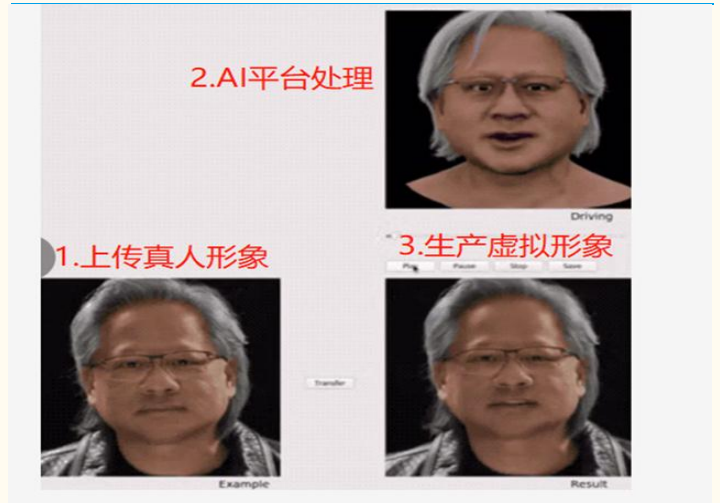 2.AI平台处理
Driving
1.上传真人形象
3.生产虚拟形象
Play
Pause
Stop
Save
Transfer
Example
Result